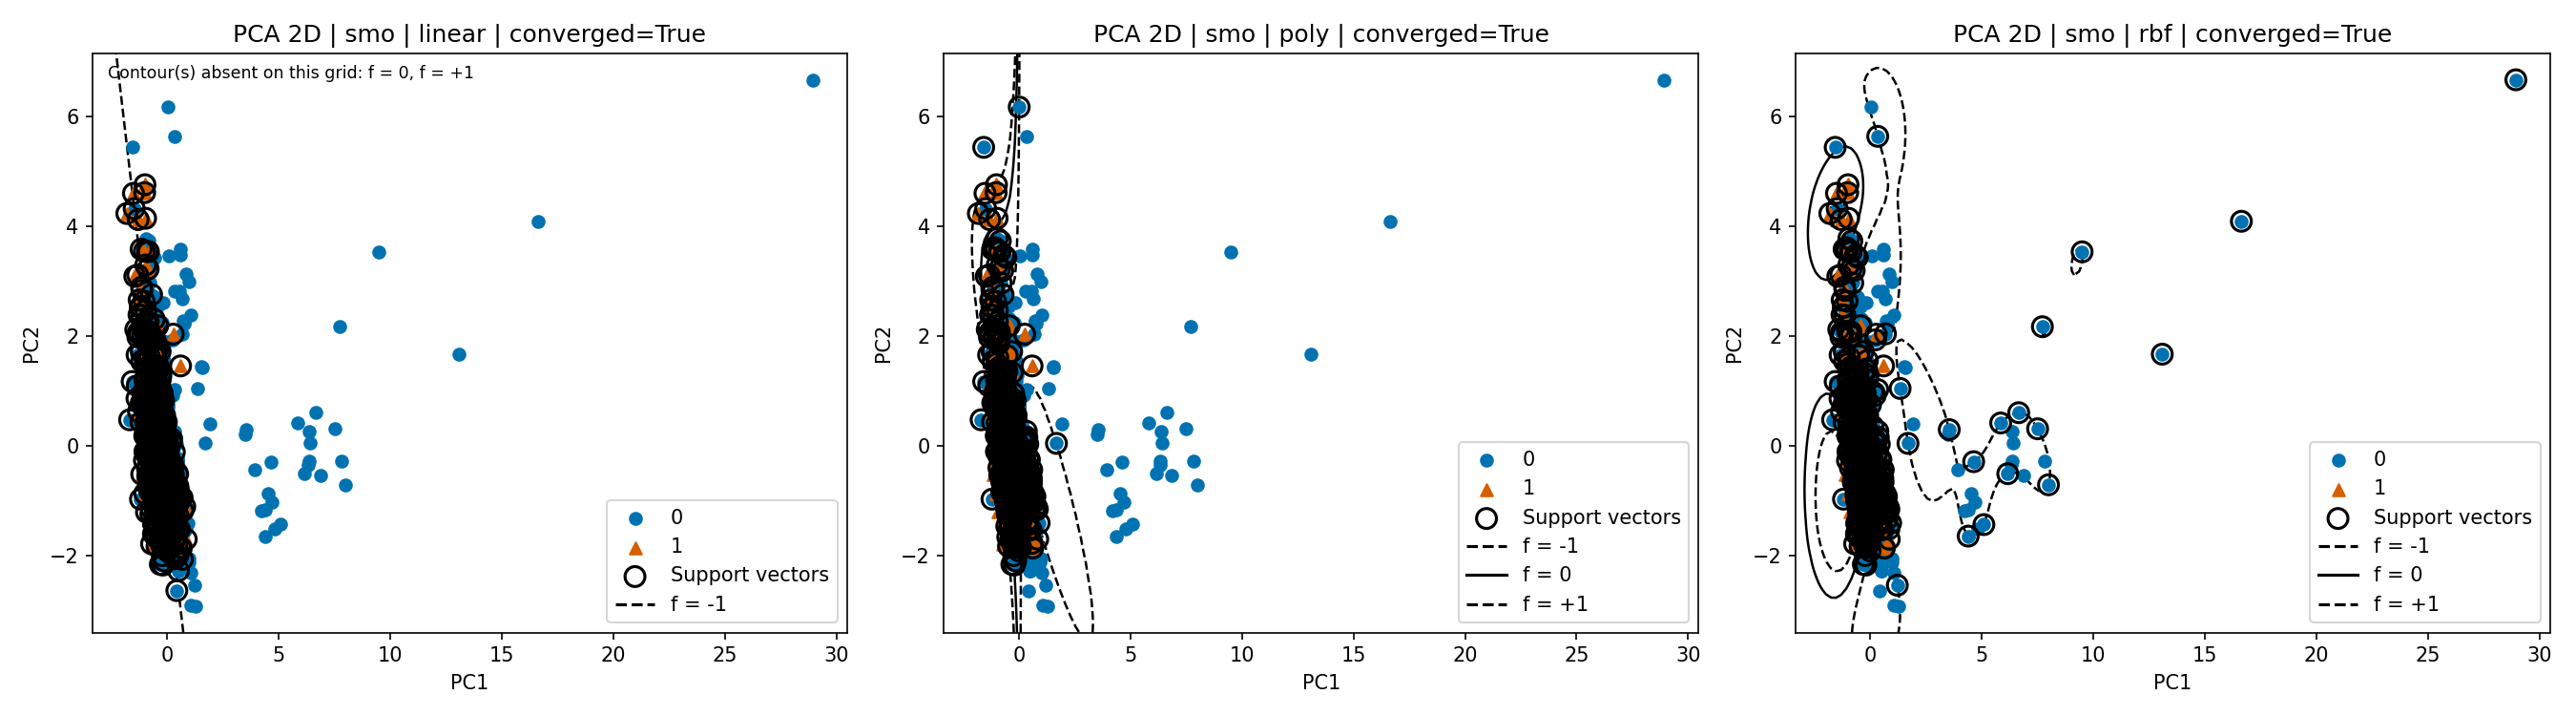 PCA 2D | smo | linear | converged=True
Contour(s) absent on this grid: f = 0, f = +1
PC2
6
4
2
0
−2
0
5
10
15
20
25
30
PC1
0
1
Support vectors
f = -1
PCA 2D | smo | poly | converged=True
PC2
6
4
2
0
−2
0
5
10
15
20
25
30
PC1
0
1
Support vectors
f = -1
f = 0
f = +1
PCA 2D | smo | rbf | converged=True
PC2
6
4
2
0
−2
0
5
10
15
20
25
30
PC1
0
1
Support vectors
f = -1
f = 0
f = +1